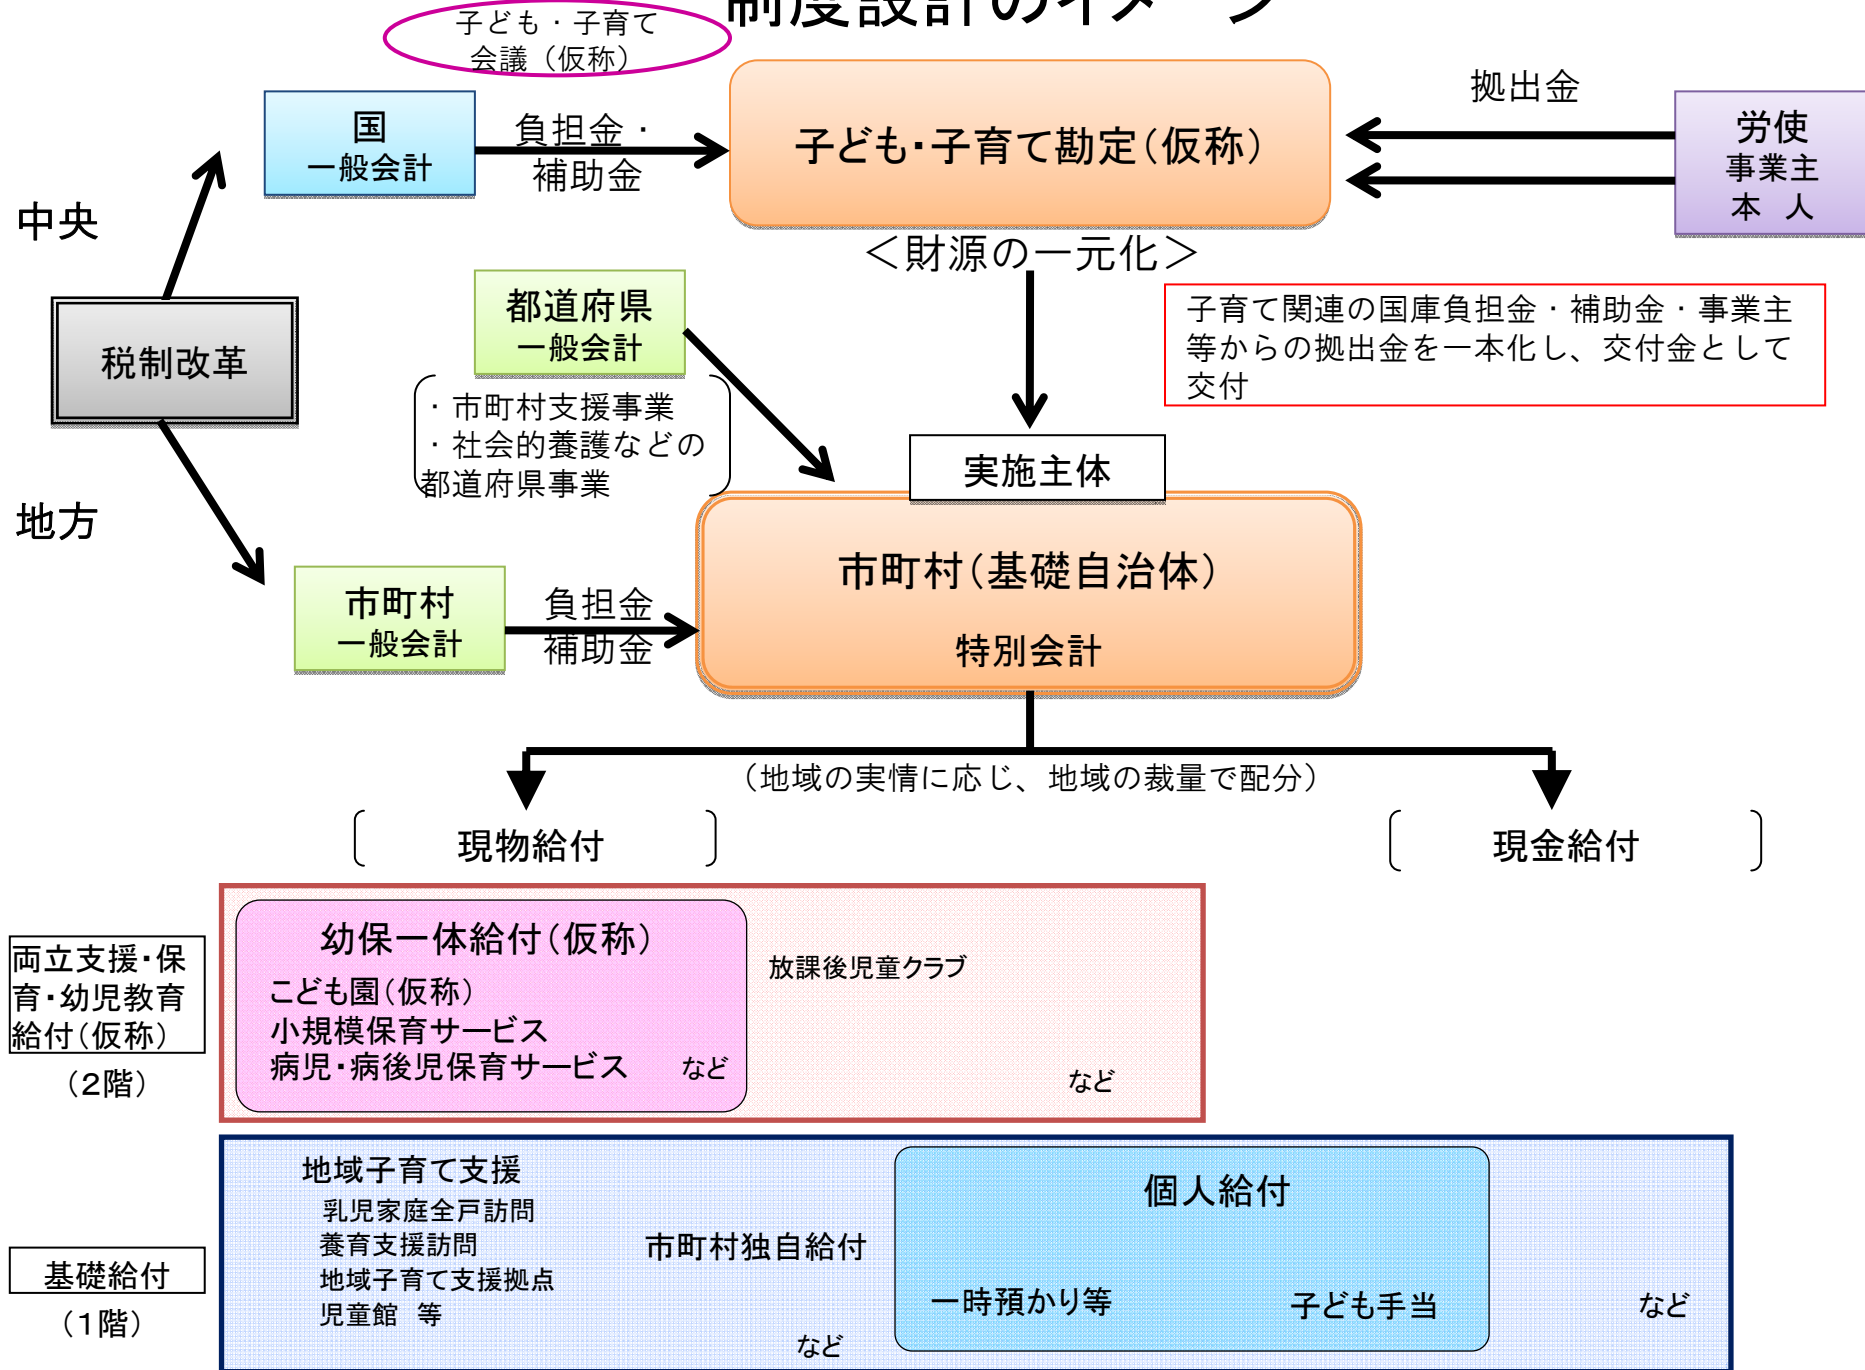 制度設計のイメージ
子ども・子育て
会議（仮称）
国
一般会計
負担金・
補助金
子ども・子育て勘定（仮称）
拠出金
労使
事業主
本　人
中央
＜財源の一元化＞
都道府県
一般会計
子育て関連の国庫負担金・補助金・事業主
等からの拠出金を一本化し、交付金として
交付
税制改革
・市町村支援事業
・社会的養護などの
都道府県事業
実施主体
地方
市町村（基礎自治体）
特別会計
市町村
一般会計
負担金
補助金
（地域の実情に応じ、地域の裁量で配分）
現物給付
現金給付
両立支援・保
育・幼児教育
給付（仮称）
（２階）
幼保一体給付（仮称）
こども園（仮称）
小規模保育サービス
病児・病後児保育サービス　など
放課後児童クラブ
など
基礎給付
（１階）
地域子育て支援
乳児家庭全戸訪問
養育支援訪問
地域子育て支援拠点
児童館　等
市町村独自給付
など
個人給付
一時預かり等
子ども手当
など